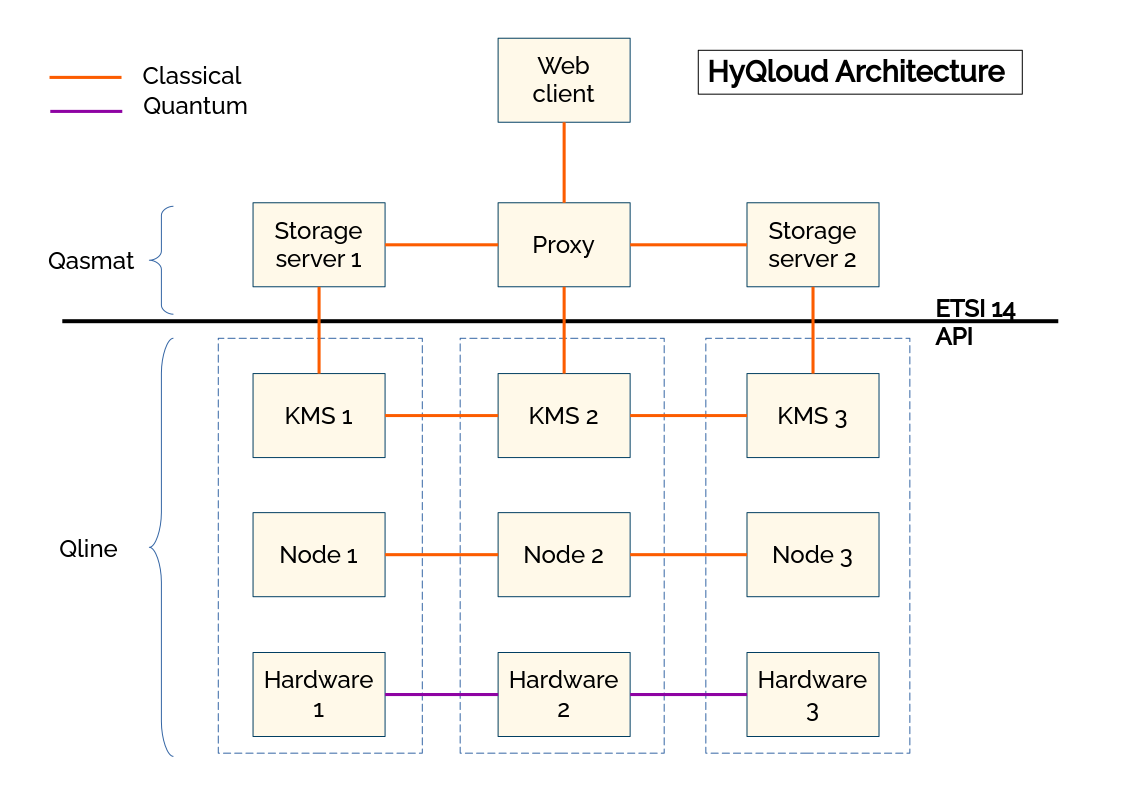 Classical
Quantum
Web
client
HyQloud Architecture
Storage
server 1
Proxy
Storage
server 2
Qasmat
ETSI 14
API
KMS 1
KMS 2
KMS 3
Qline
Node 1
Node 2
Node 3
Hardware
1
Hardware
2
Hardware
3